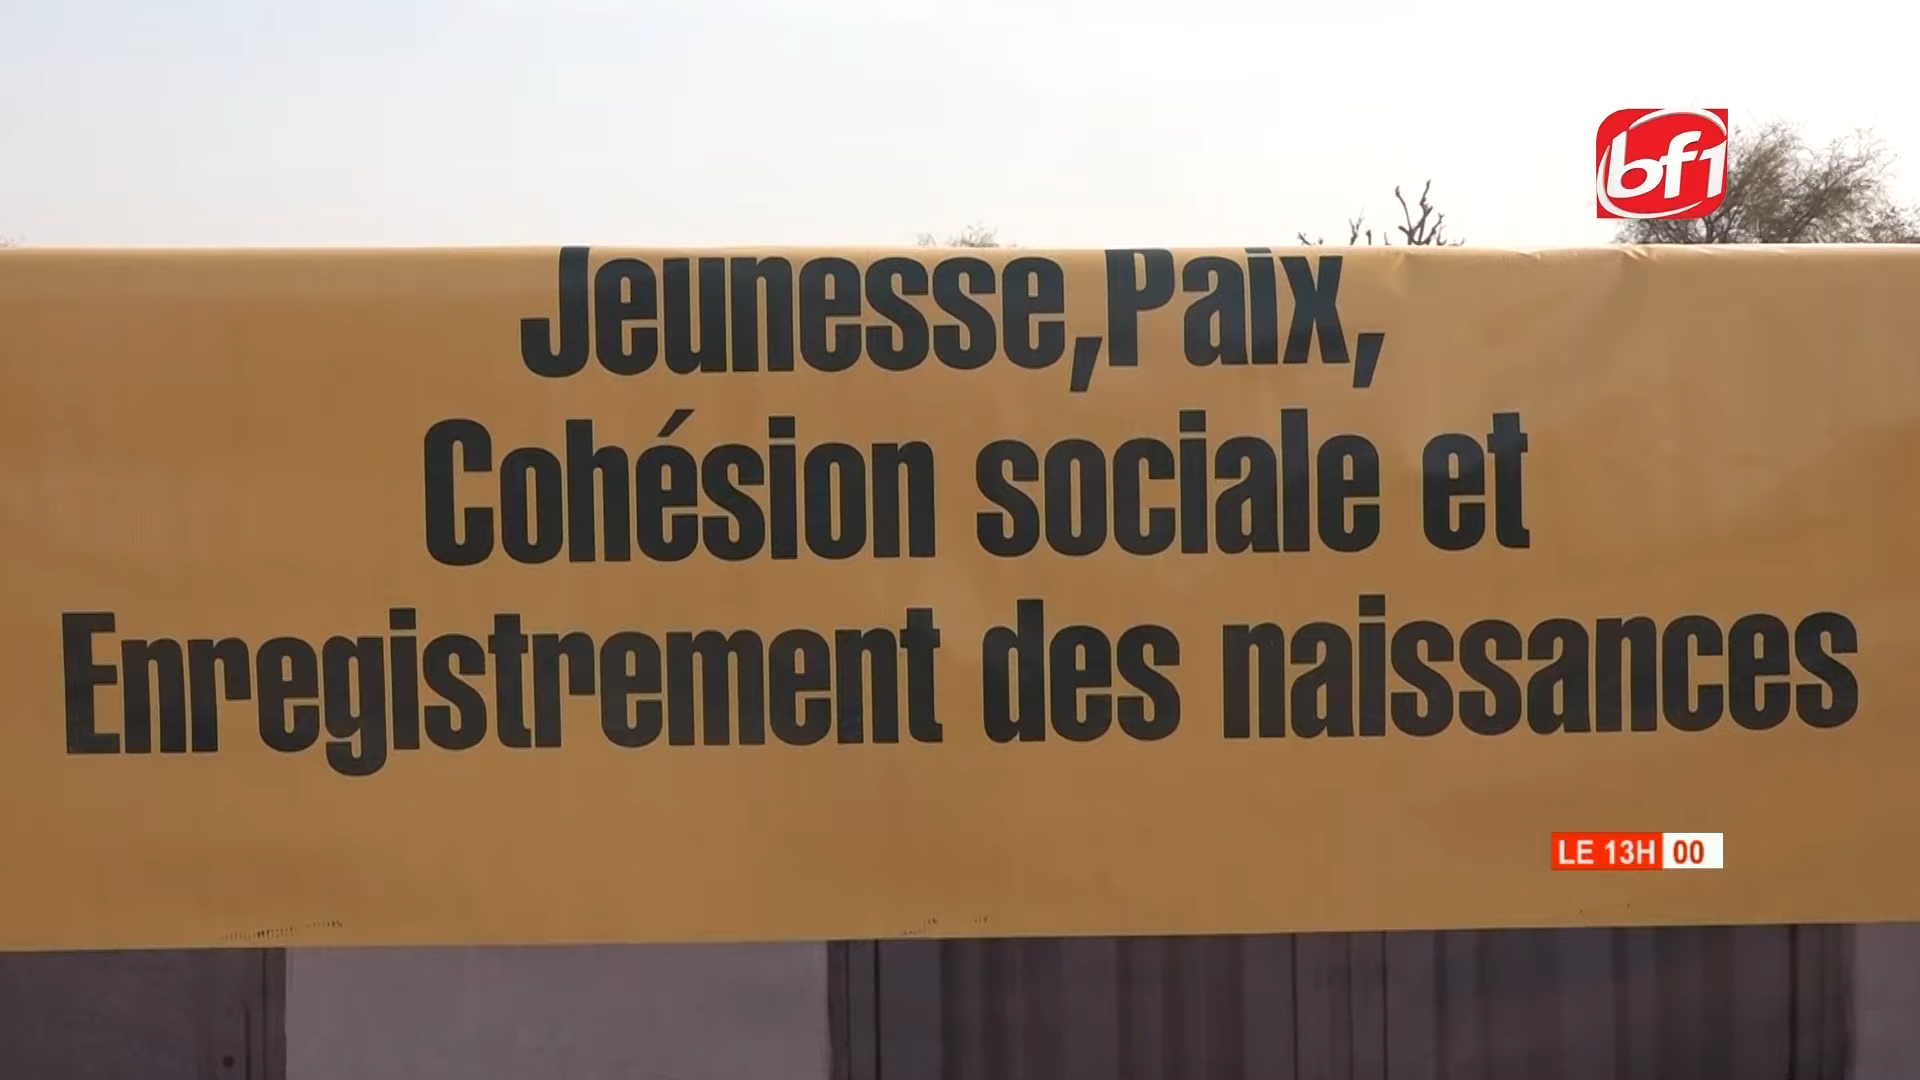 bf1
Jeunesse,Paix,
Cohésion sociale et
Enregistrement des naissances
LE 13H 00